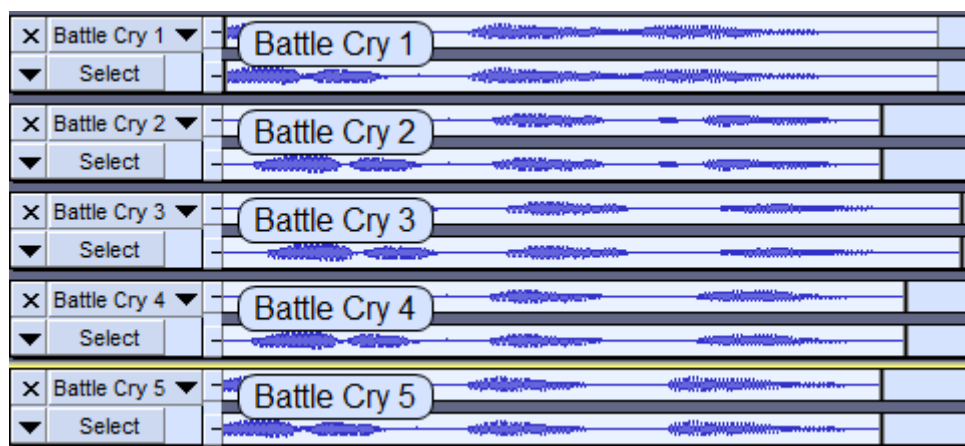 Battle Cry 1 Battle Cry 1
Select
Battle Cry 2 Battle Cry 2
Select
Battle Cry 3 Battle Cry 3
Select
Battle Cry 4 Battle Cry 4
Select
Battle Cry 5 Battle Cry 5
Select